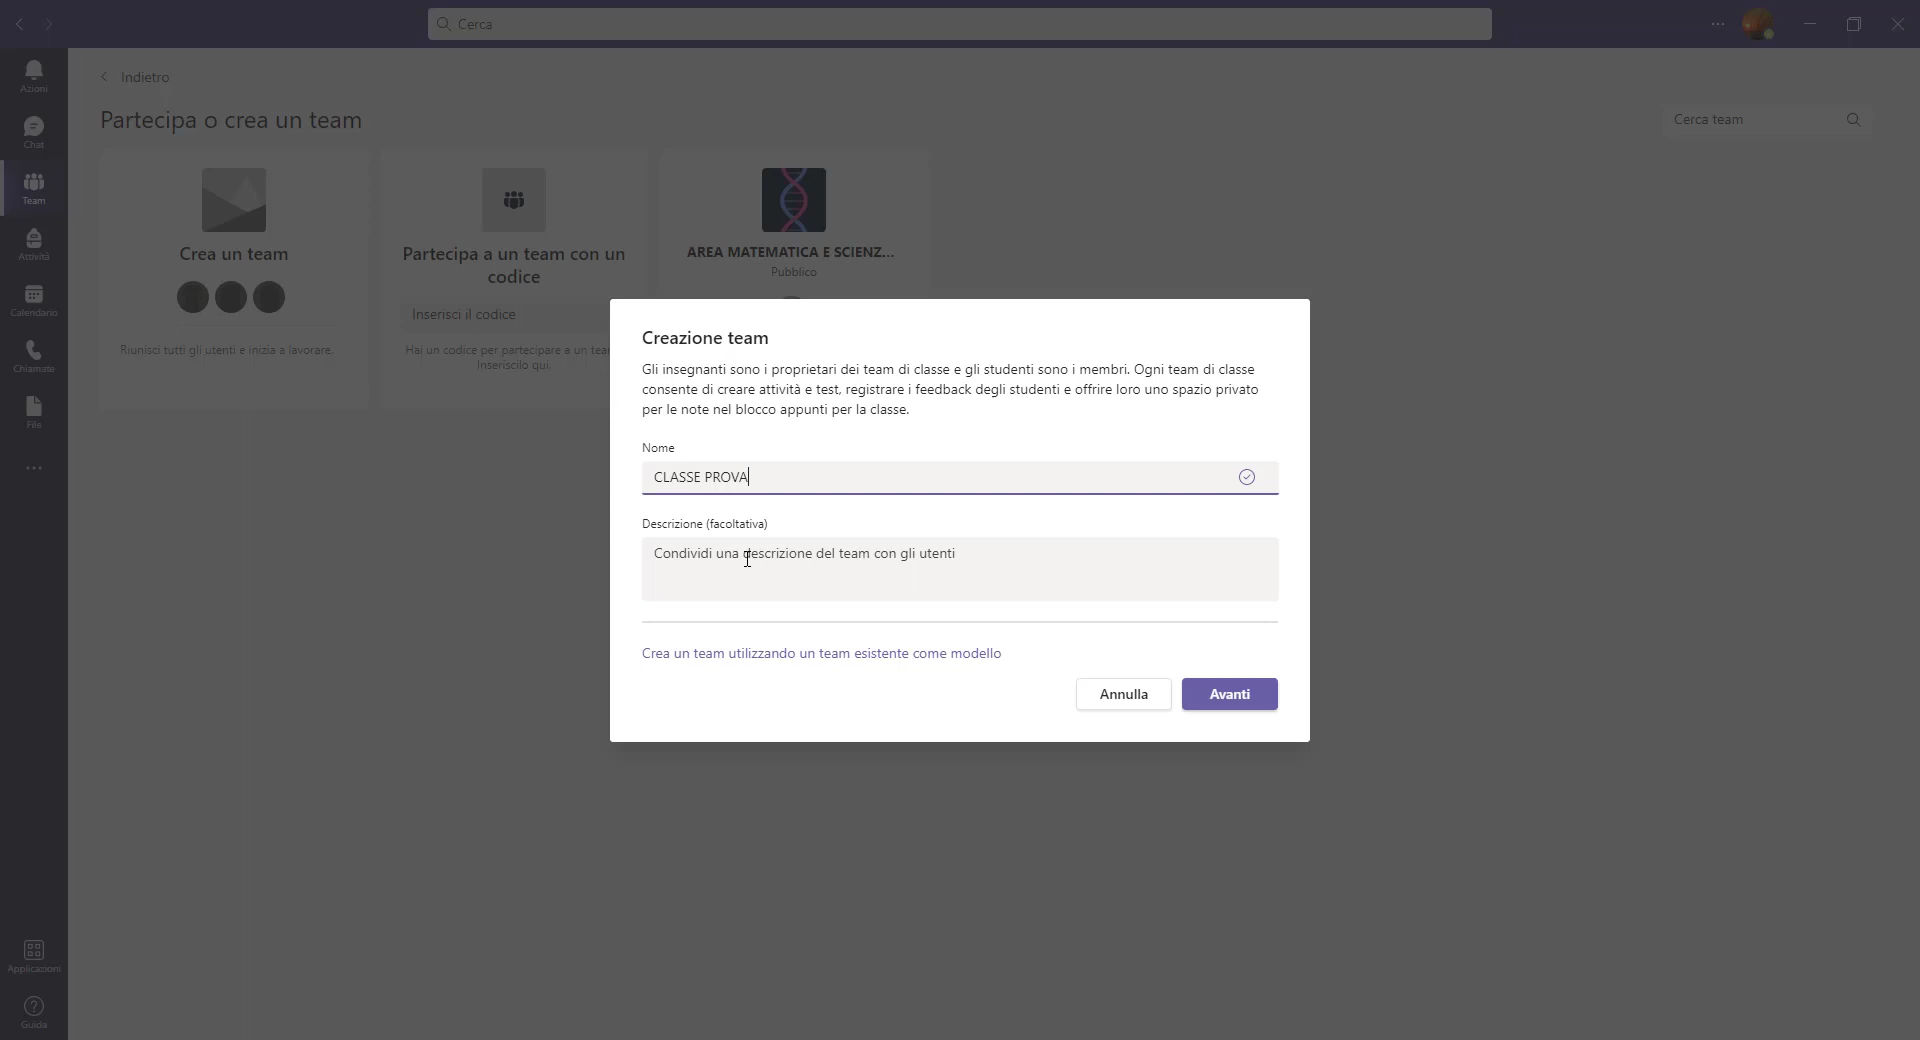 Cerca
Azioni
Chat
Team
Attività
Calendario
Chiamate
File
Applicazioni
Guida
Indietro
Partecipa o crea un team
Cerca team
Crea un team
Riunisci tutti gli utenti e inizia a lavorare.
Partecipa a un team con un
codice
Inserisci il codice
Hai un codice per partecipare a un tea
Inseriscilo qui.
AREA MATEMATICA E SCIENZ...
Pubblico
Creazione team
Gli insegnanti sono i proprietari dei team di classe e gli studenti sono i membri. Ogni team di classe
consente di creare attività e test, registrare i feedback degli studenti e offrire loro uno spazio privato
per le note nel blocco appunti per la classe.
Nome
CLASSE PROVA
Descrizione (facoltativa)
Condividi una descrizione del team con gli utenti
Crea un team utilizzando un team esistente come modello
Annulla
Avanti